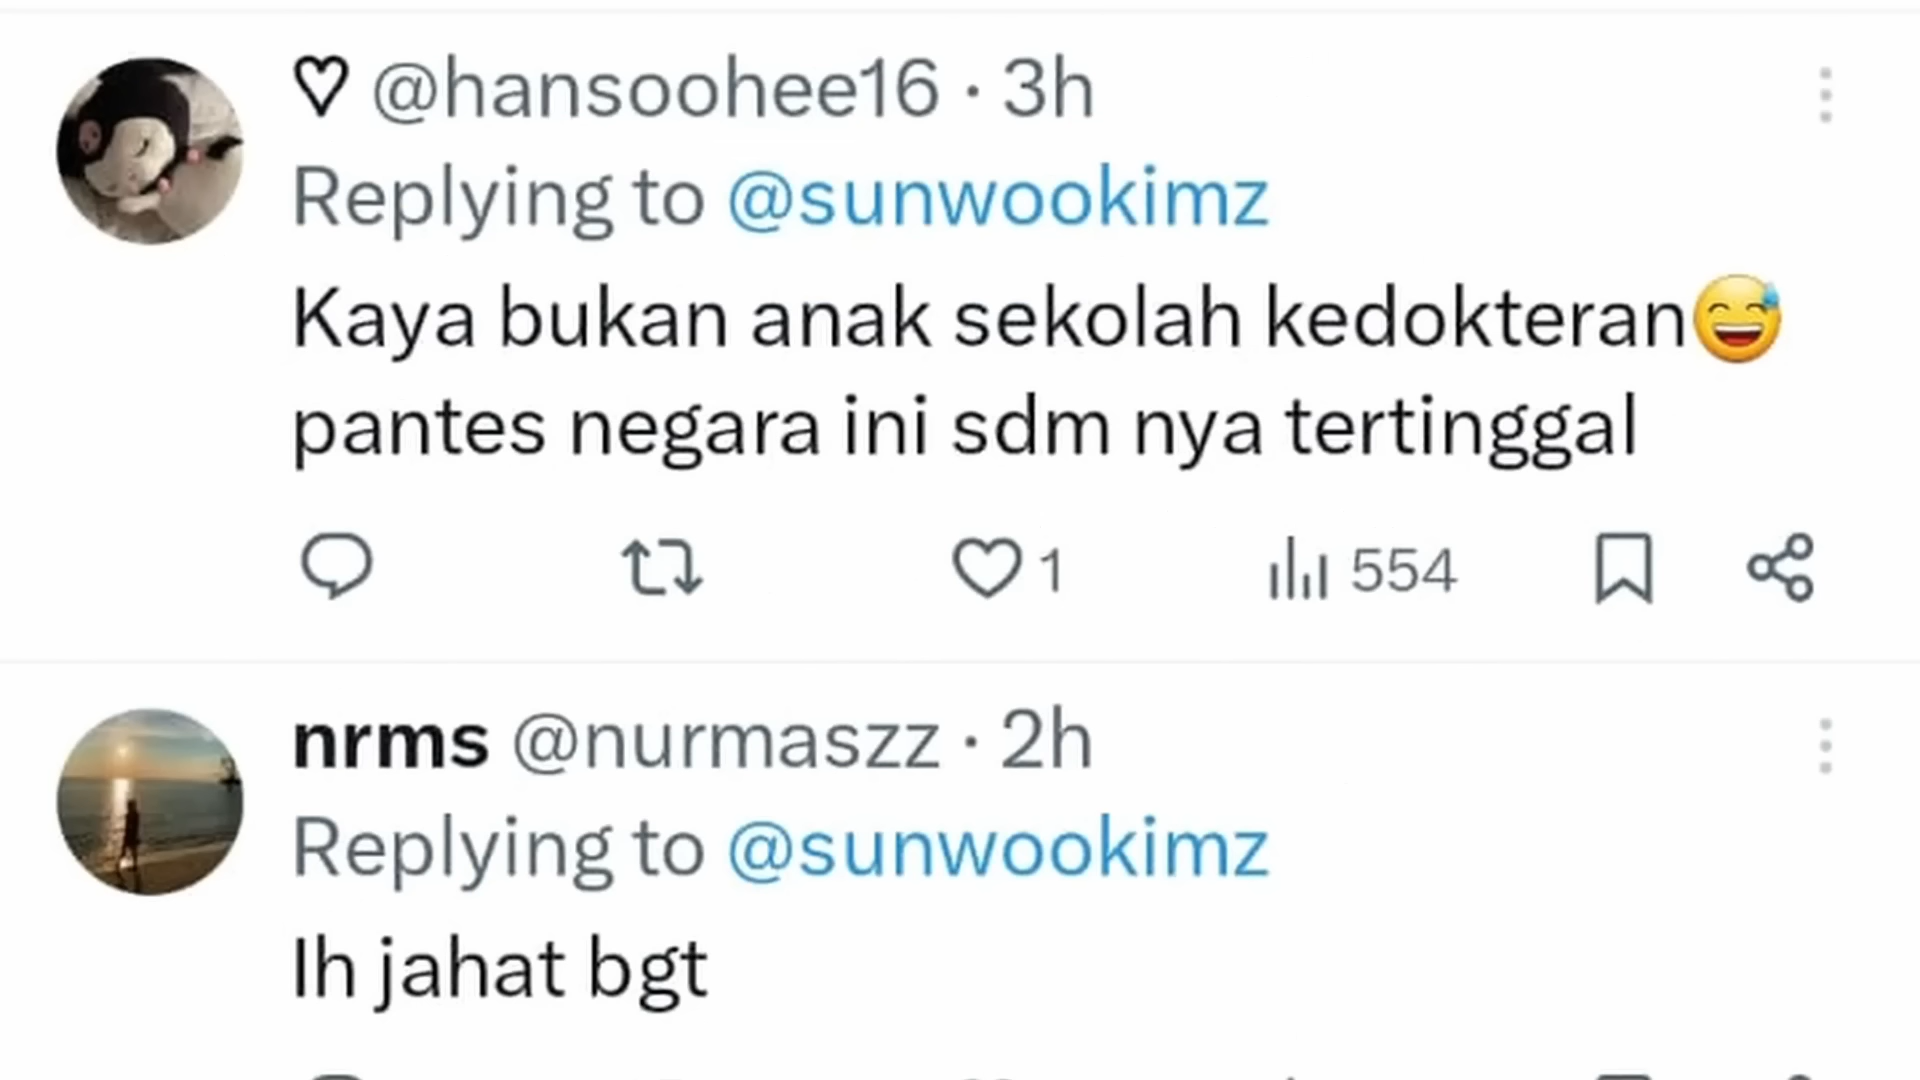 ♡ @hansoohee16 · 3h
Replying to @sunwookimz
Kaya bukan anak sekolah kedokteran😅
pantes negara ini sdm nya tertinggal
1 554
nrms @nurmaszz · 2h
Replying to @sunwookimz
Ih jahat bgt